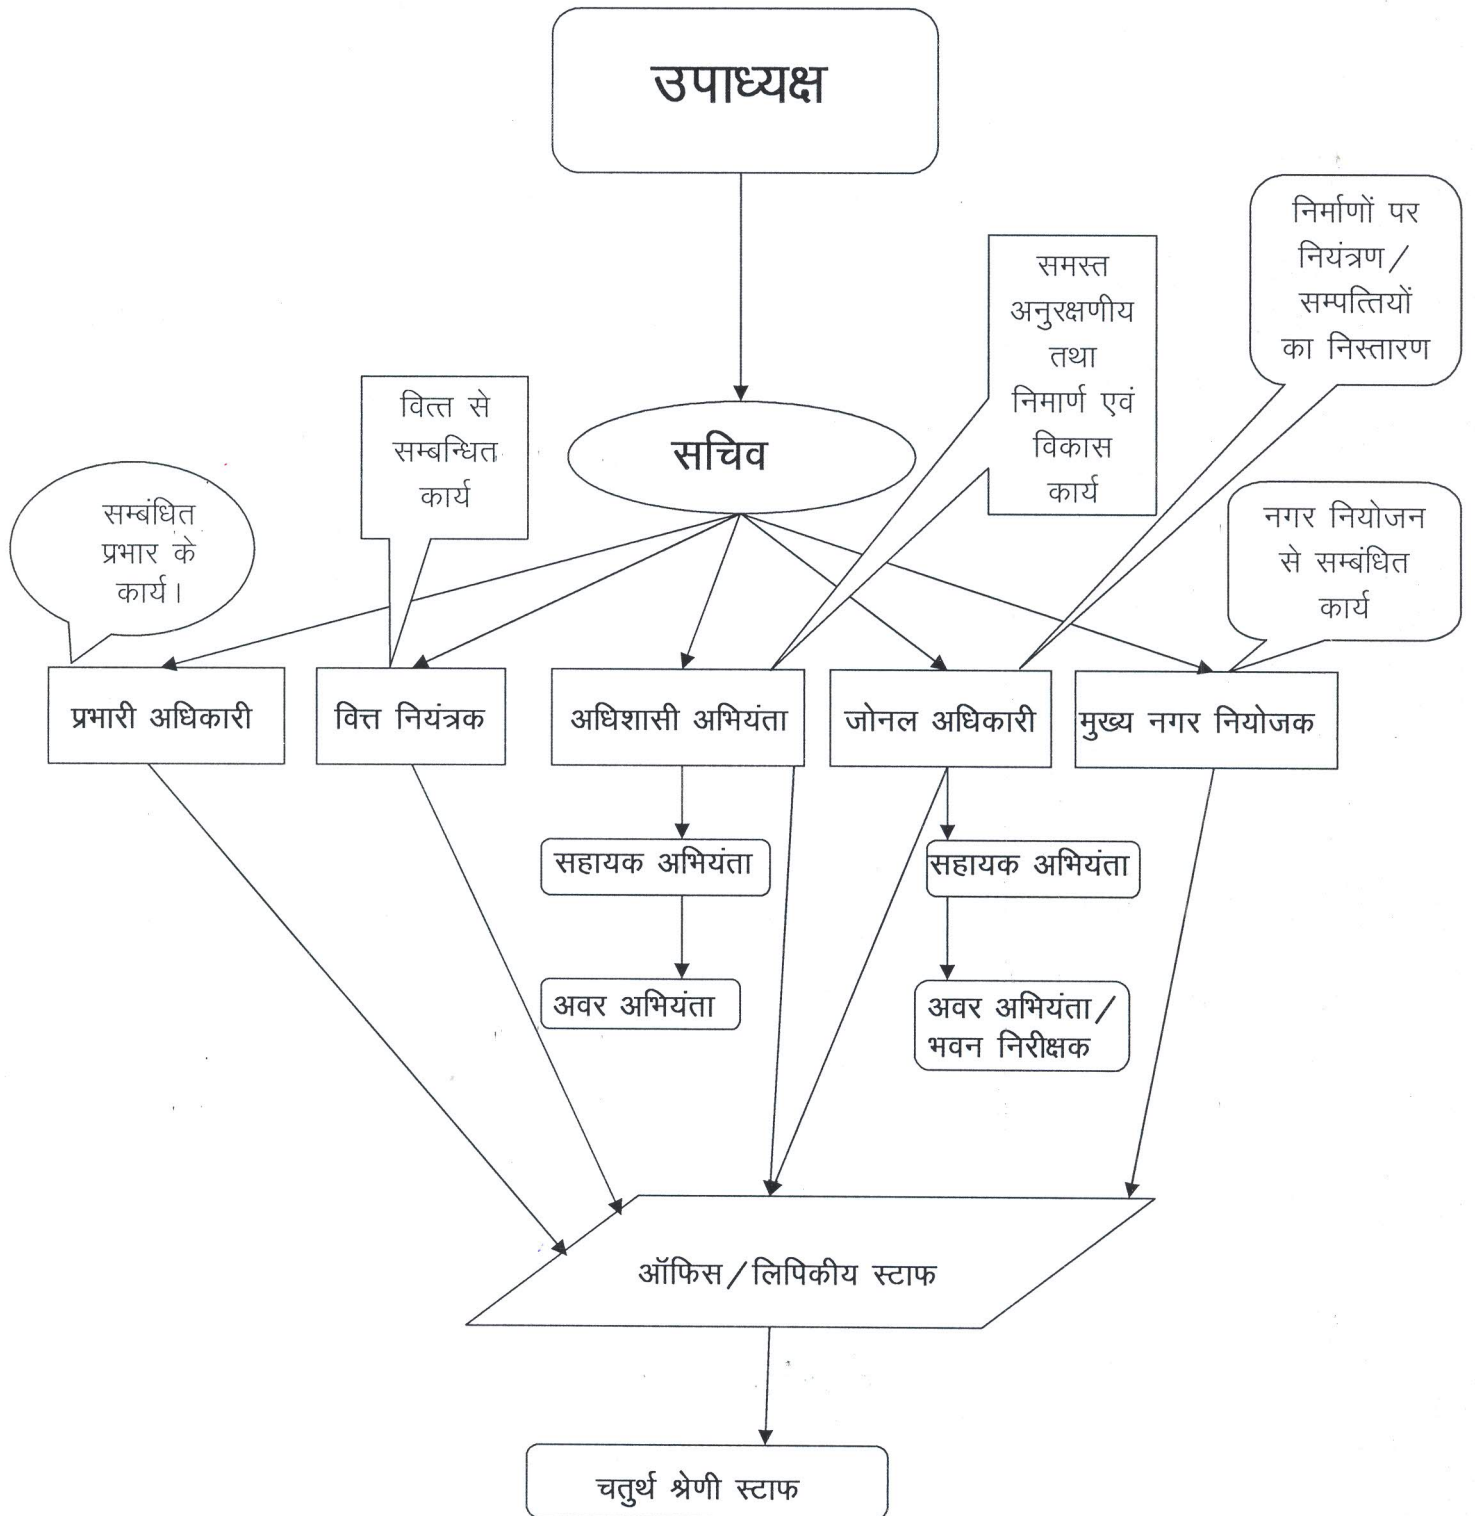 उपाध्यक्ष
निर्माणों पर
नियंत्रण/
सम्पत्तियों
का निस्तारण
समस्त
अनुरक्षणीय
तथा
निमार्ण एवं
विकास
कार्य
वित्त से
सम्बन्धित
कार्य
सचिव
सम्बंधित
प्रभार के
कार्य।
नगर नियोजन
से सम्बंधित
कार्य
प्रभारी अधिकारी
वित्त नियंत्रक
अधिशासी अभियंता
जोनल अधिकारी
मुख्य नगर नियोजक
सहायक अभियंता
सहायक अभियंता
अवर अभियंता
अवर अभियंता/
भवन निरीक्षक
ऑफिस/लिपिकीय स्टाफ
चतुर्थ श्रेणी स्टाफ